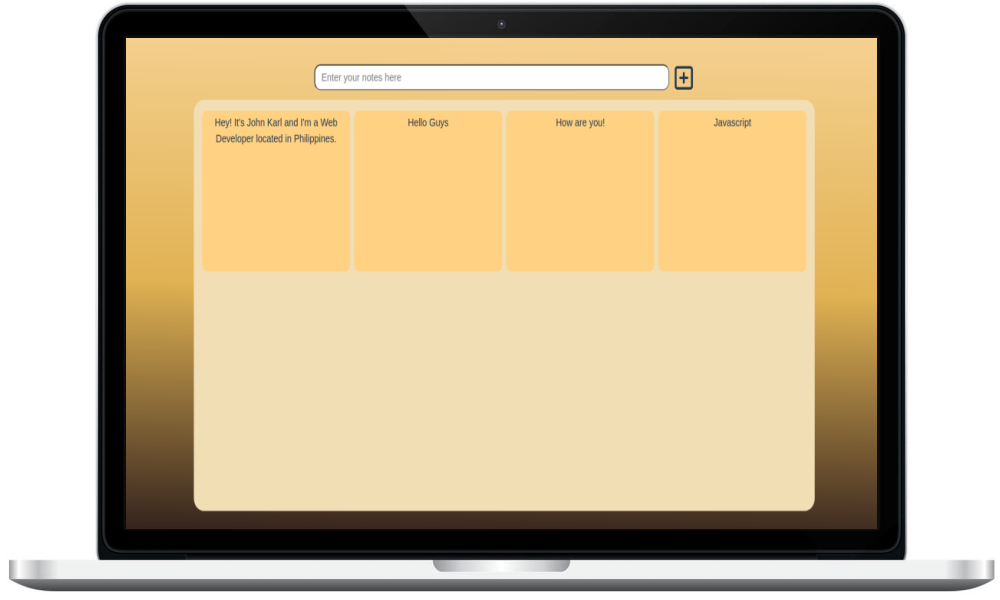 Enter your notes here
Hey! It's John Karl and I'm a Web
Developer located in Philippines.
Hello Guys
How are you!
Javascript